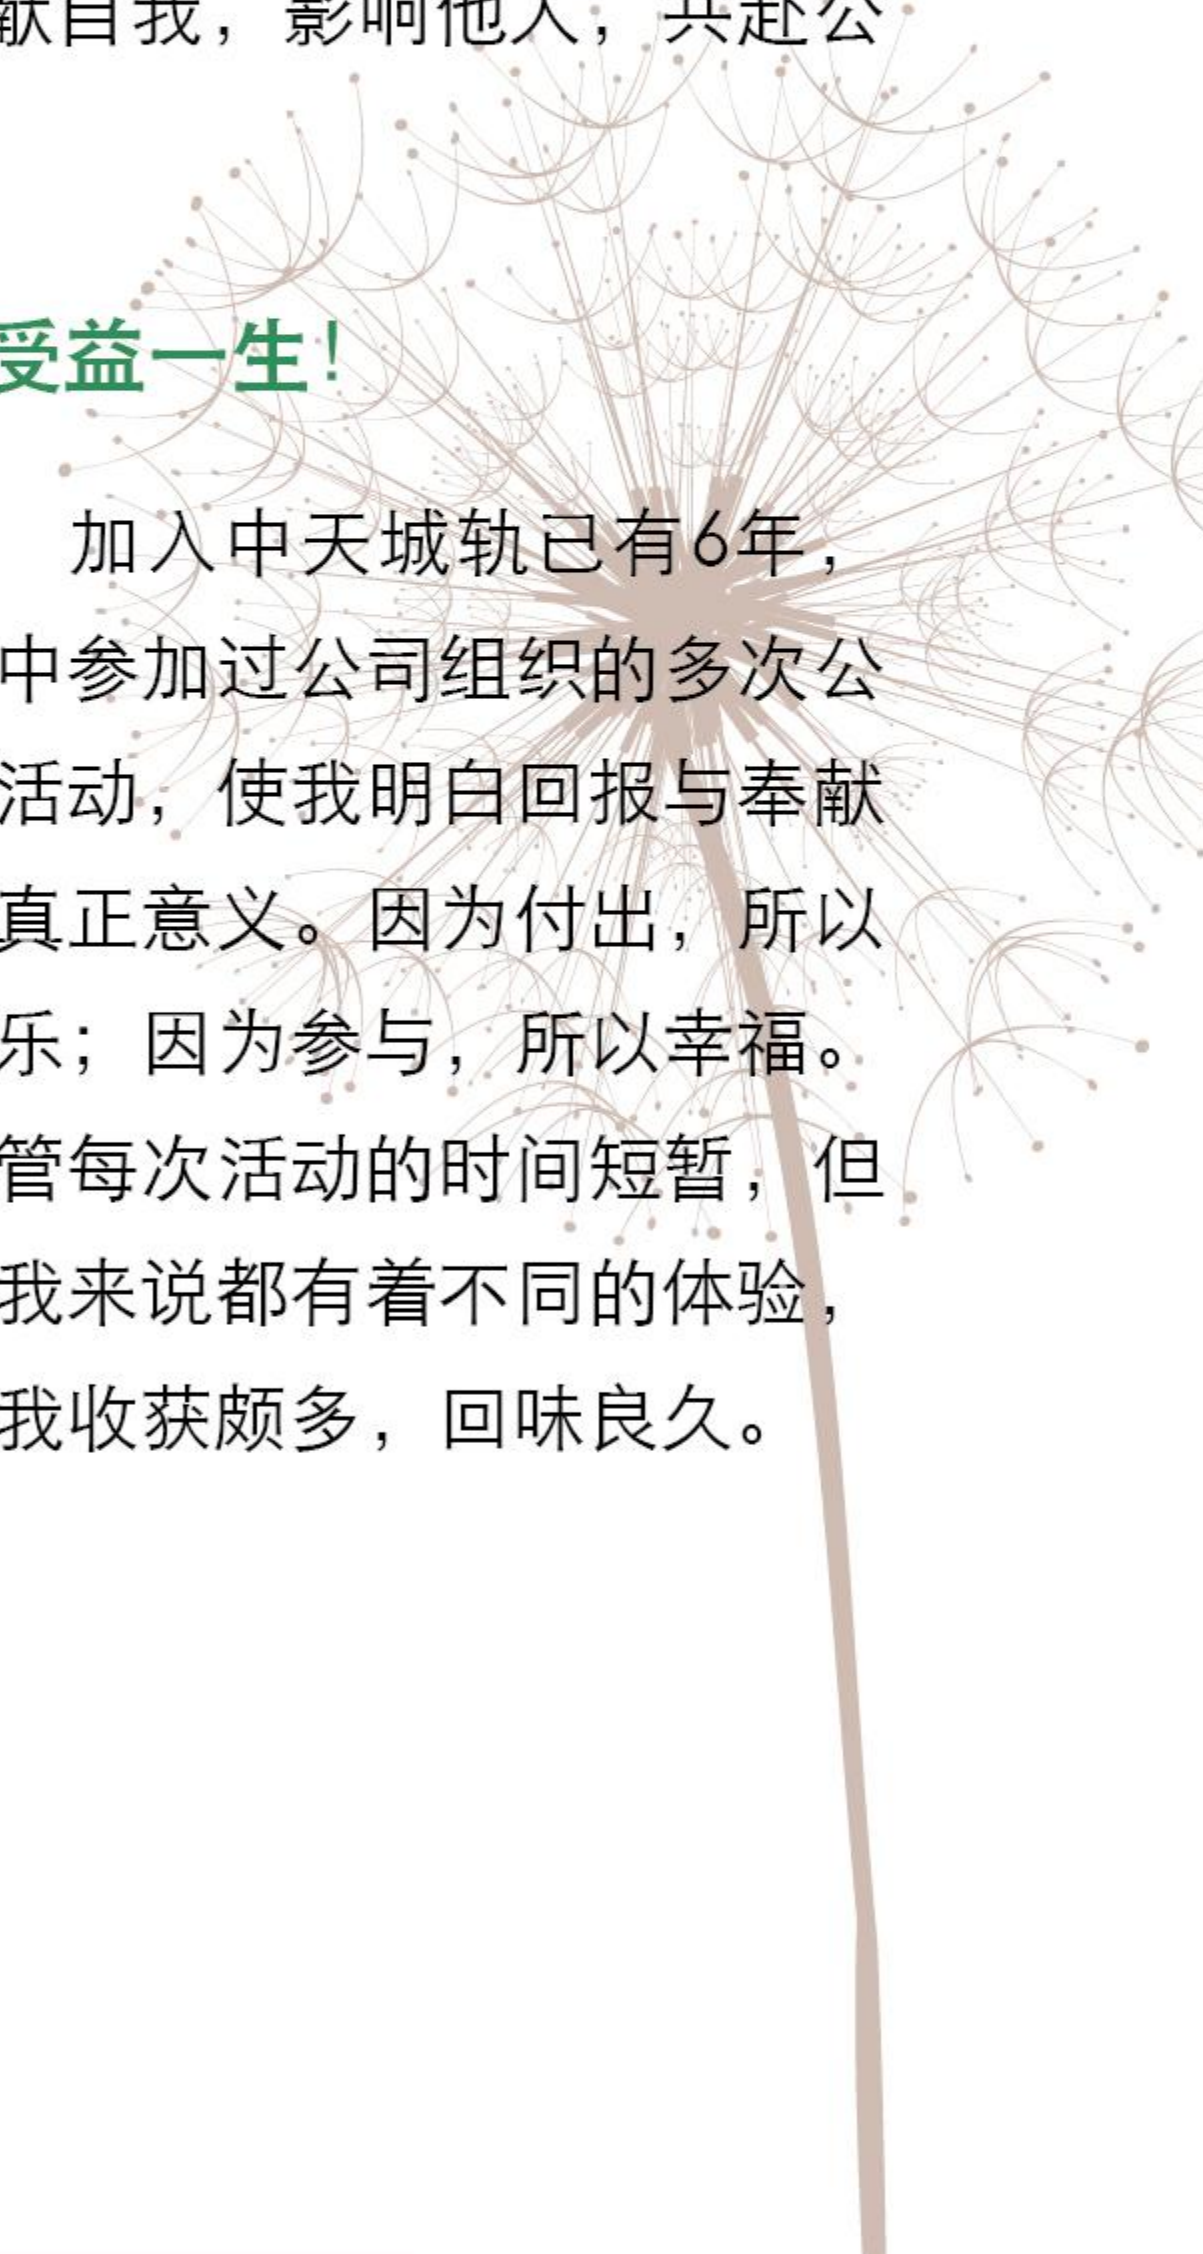 献自我，影响他人，共赴公
受益一生！
加入中天城轨已有6年，
中参加过公司组织的多次公
活动，使我明白回报与奉献
真正意义。因为付出，所以
乐；因为参与，所以幸福。
管每次活动的时间短暂，但
我来说都有着不同的体验，
我收获颇多，回味良久。